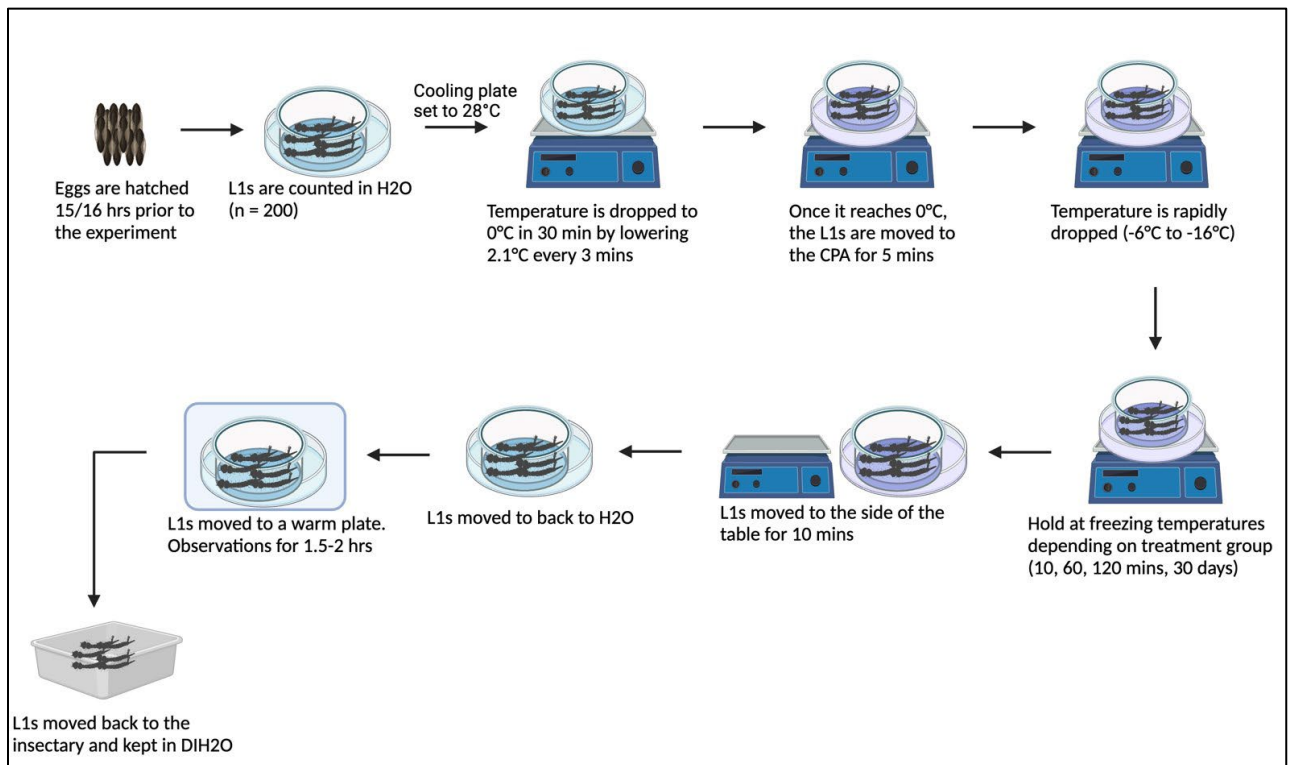 Eggs are hatched
15/16 hrs prior to
the experiment
L1s are counted in H2O
(n = 200)
Cooling plate
set to 28°C
Temperature is dropped to
0°C in 30 min by lowering
2.1°C every 3 mins
Once it reaches 0°C,
the L1s are moved to
the CPA for 5 mins
Temperature is rapidly
dropped (-6°C to -16°C)
Hold at freezing temperatures
depending on treatment group
(10, 60, 120 mins, 30 days)
L1s moved to the side of the
table for 10 mins
L1s moved to back to H2O
L1s moved to a warm plate.
Observations for 1.5-2 hrs
L1s moved back to the
insectary and kept in DIH2O